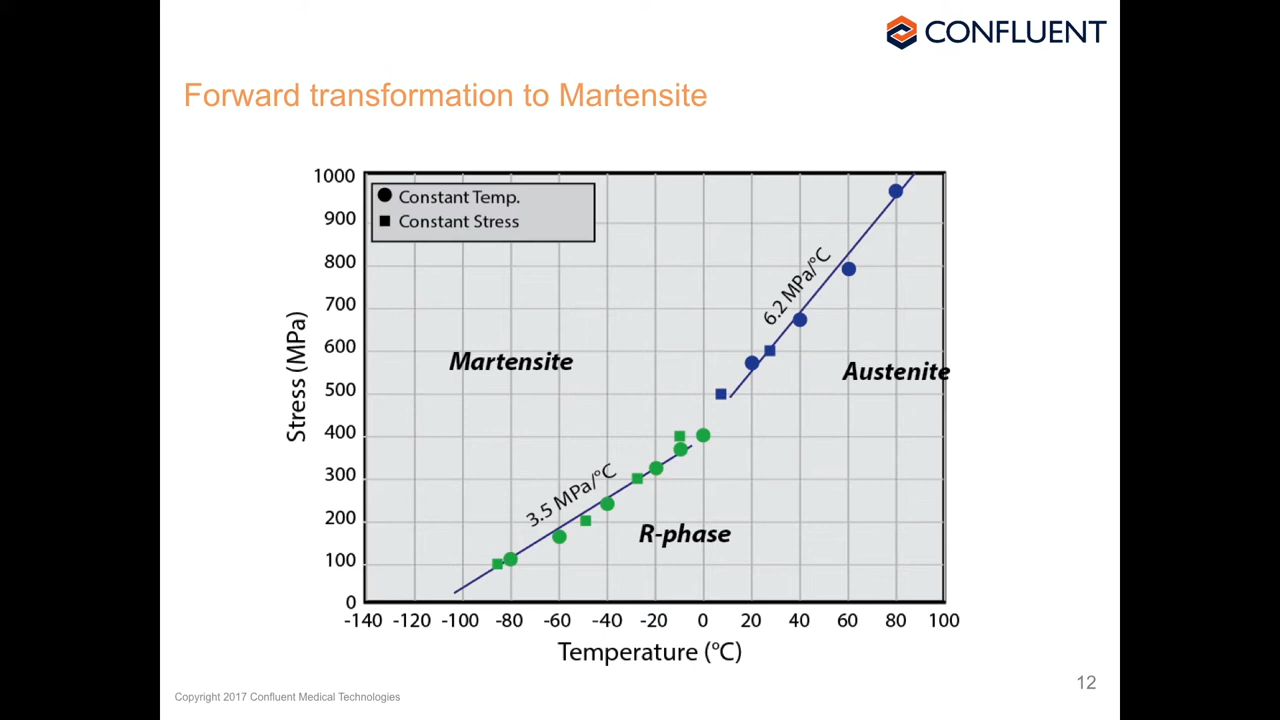 CONFLUENT
Forward transformation to Martensite
1000
900
800
700
600
500
400
300
200
100
0
Stress (MPa)
Constant Temp.
Constant Stress
6.2 MPa/°C
Martensite
Austenite
3.5 MPa/°C
R-phase
-140 -120 -100 -80 -60 -40 -20 0 20 40 60 80 100
Temperature (°C)
12
Copyright 2017 Confluent Medical Technologies